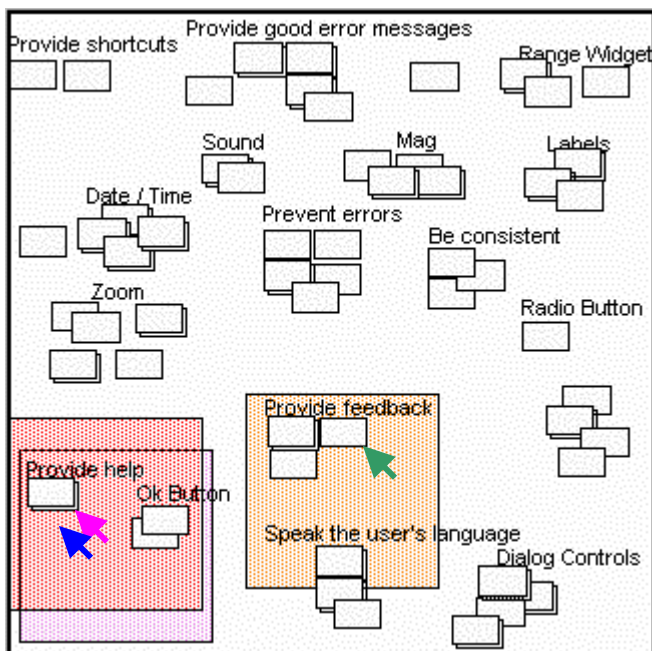 Provide good error messages
Provide shortcuts
Range Widget
Sound
Mag
Labels
Date / Time
Prevent errors
Be consistent
Zoom
Radio Button
Provide feedback
Provide help
Ok Button
Speak the user's language
Dialog Controls